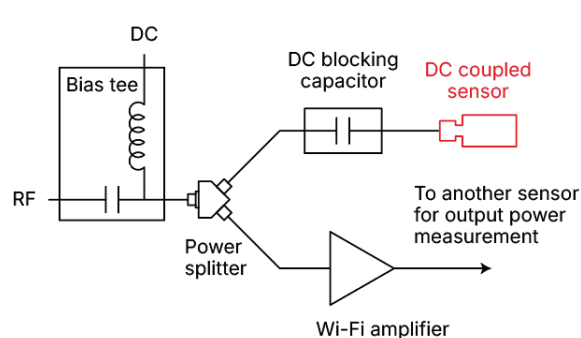 DC
Bias tee
RF
Power
splitter
DC blocking
capacitor
DC coupled
sensor
To another sensor
for output power
measurement
Wi-Fi amplifier